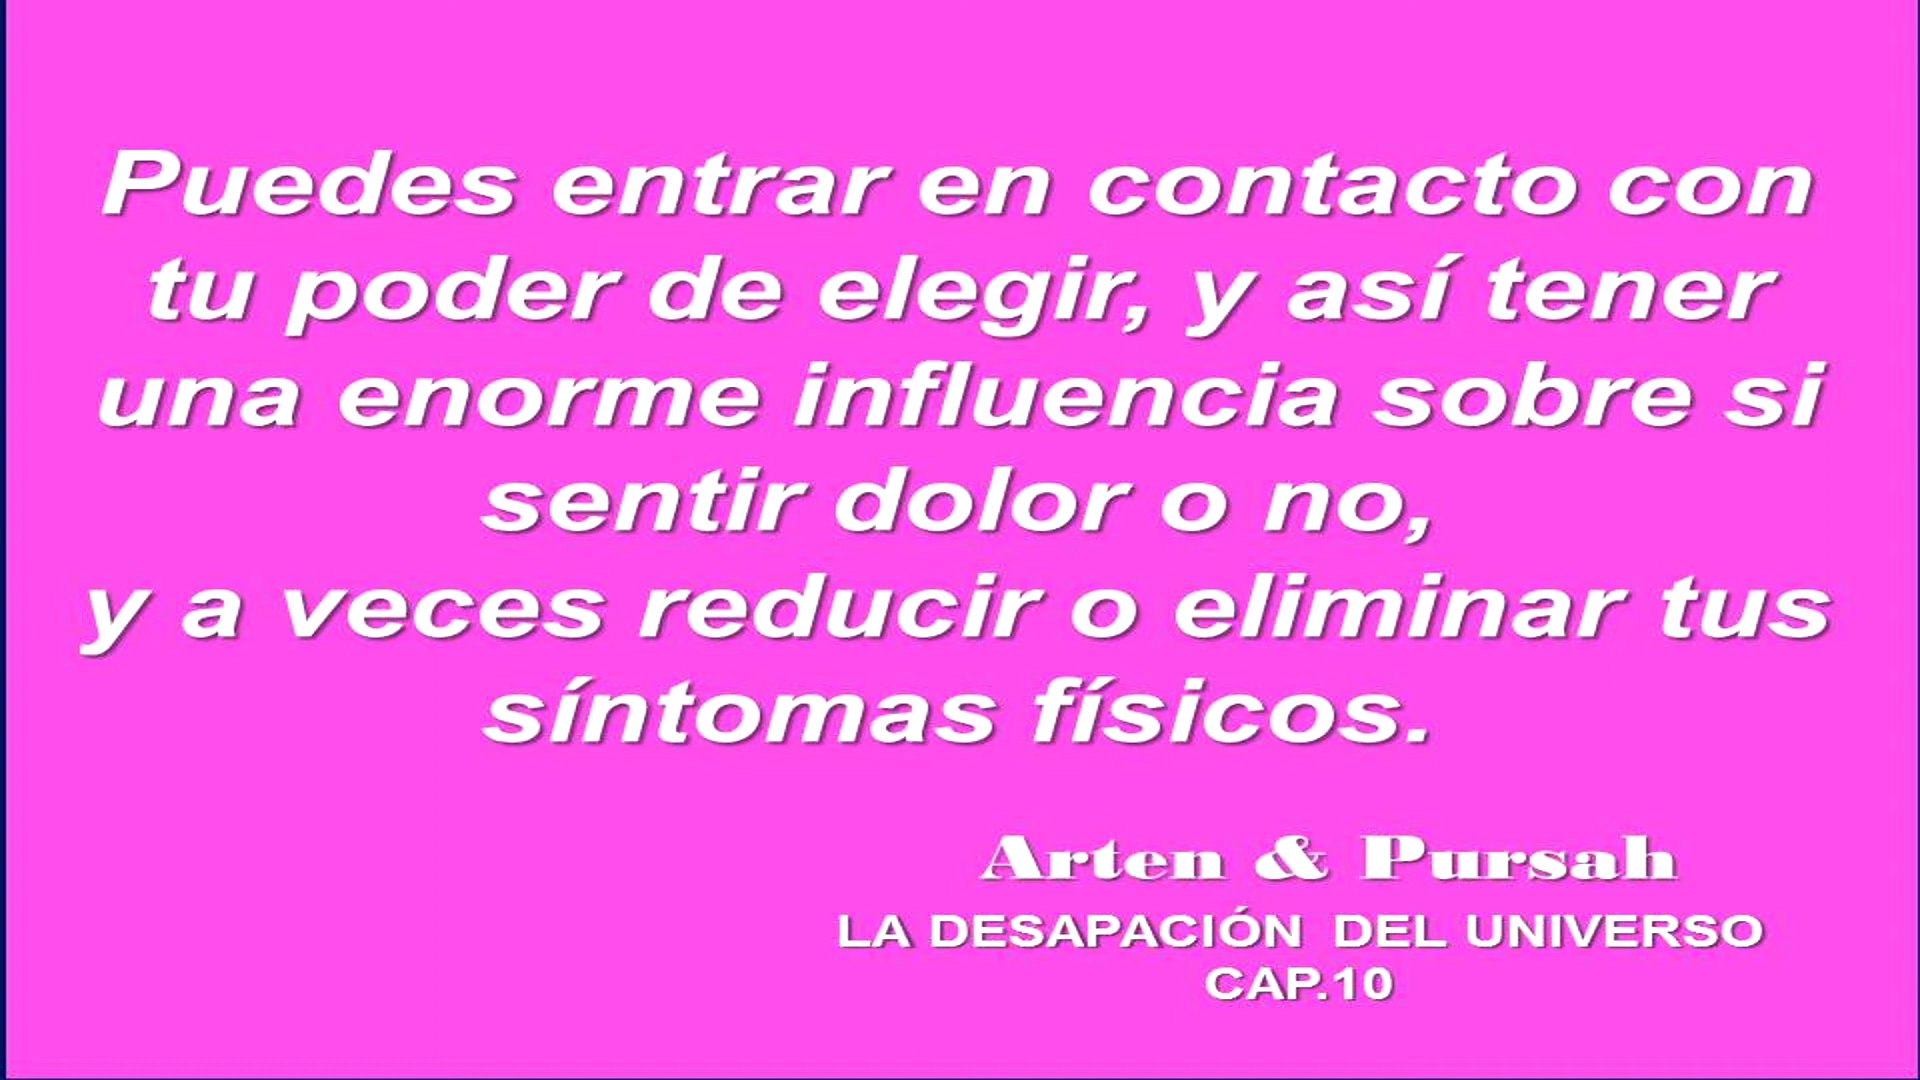 Puedes entrar en contacto con
tu poder de elegir, y así tener
una enorme influencia sobre si
sentir dolor o no,
y a veces reducir o eliminar tus
síntomas físicos.
Arten & Pursah
LA DESAPACIÓN DEL UNIVERSO
CAP.10